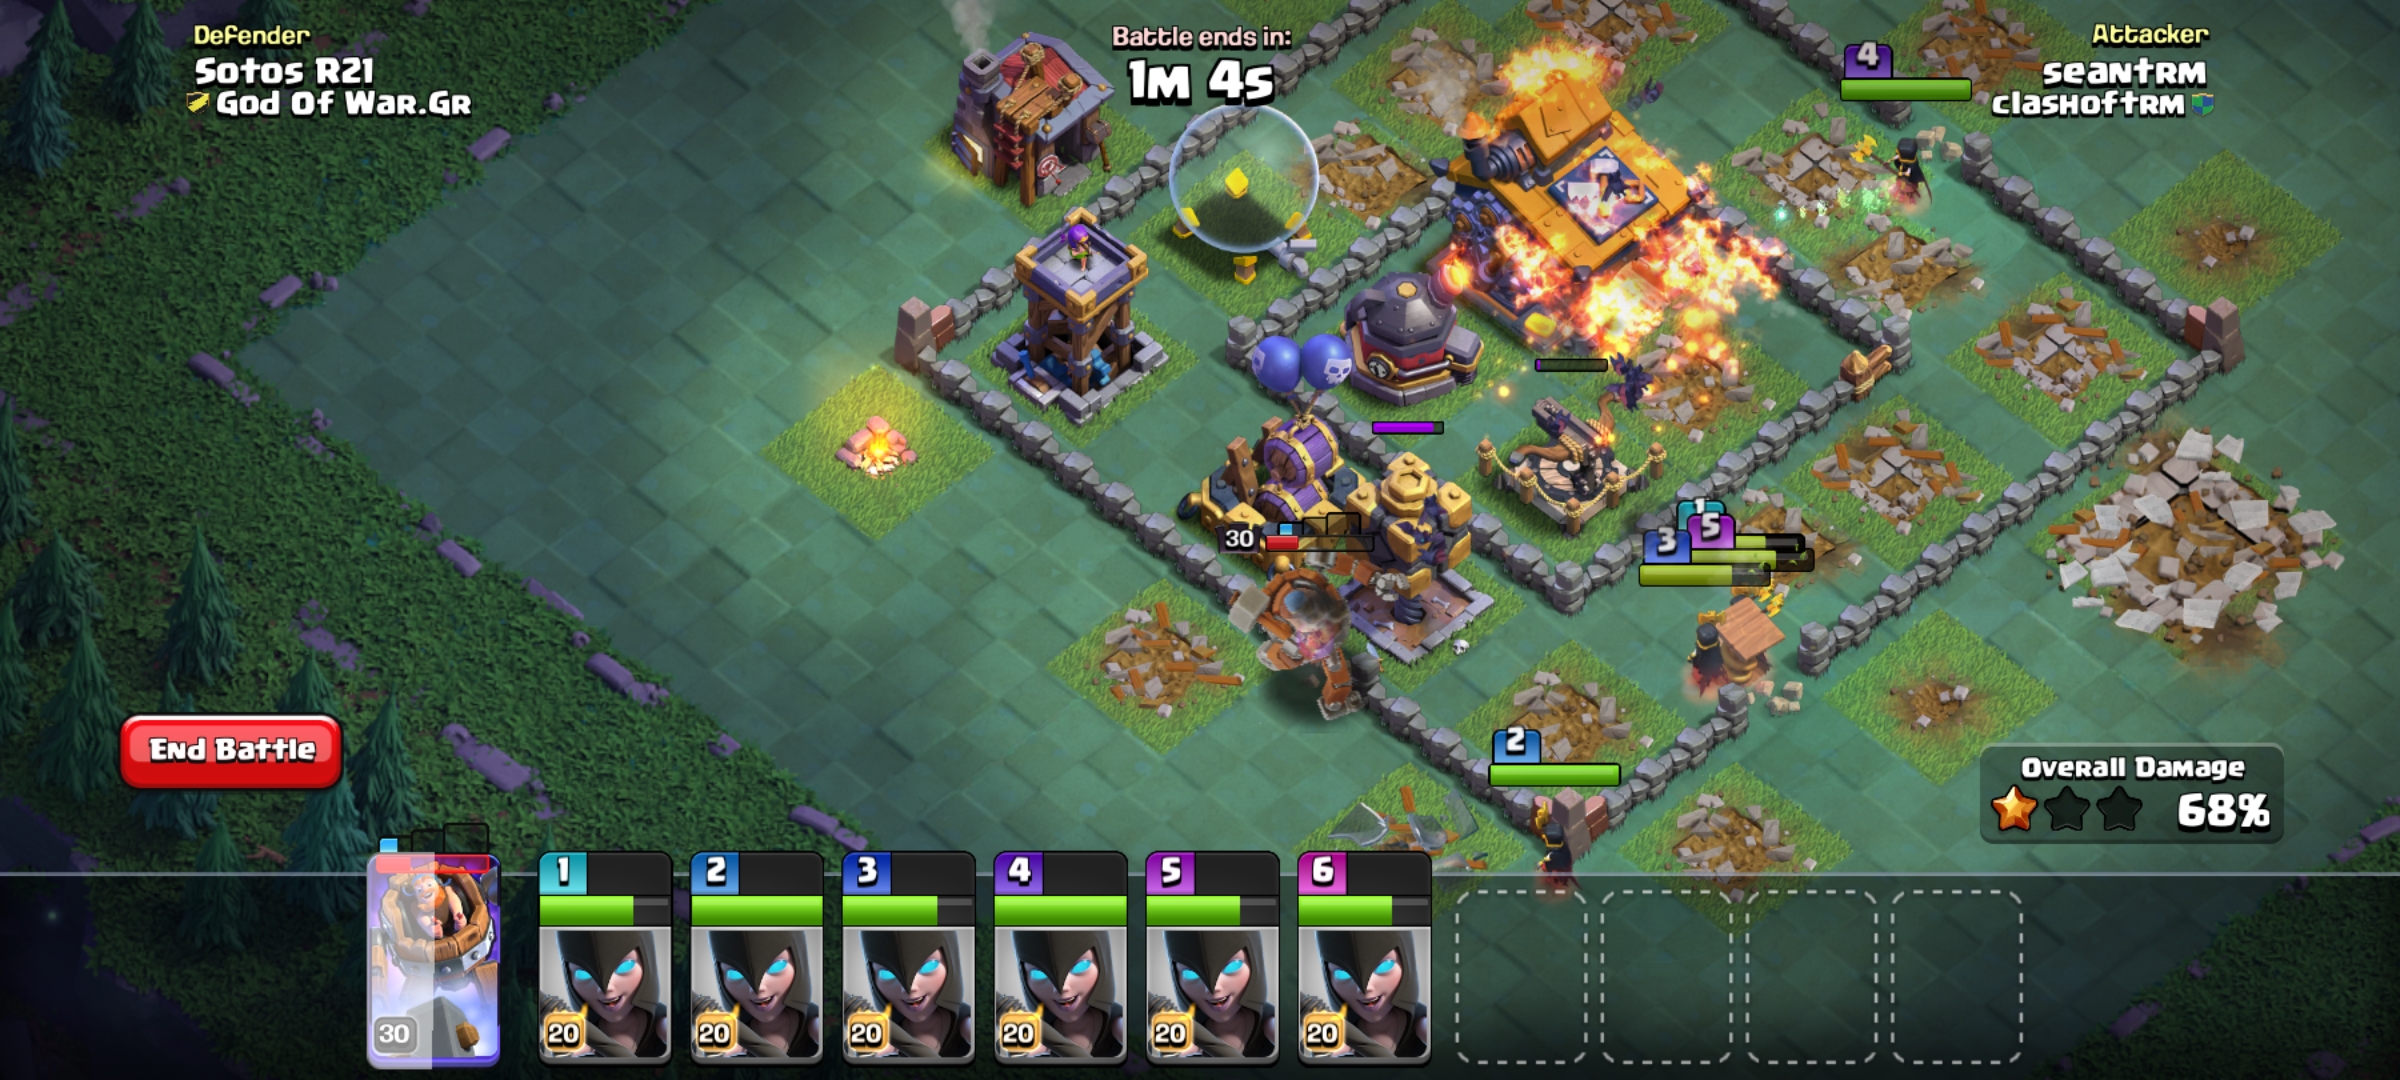 Defender
Sotos R21
God Of War.GR
Battle ends in:
1M 4S
Attacker
seantRM
clashoftRM
4
30
1
5
3
2
End Battle
Overall Damage
68%
30
1
20
2
20
3
20
4
20
5
20
6
20